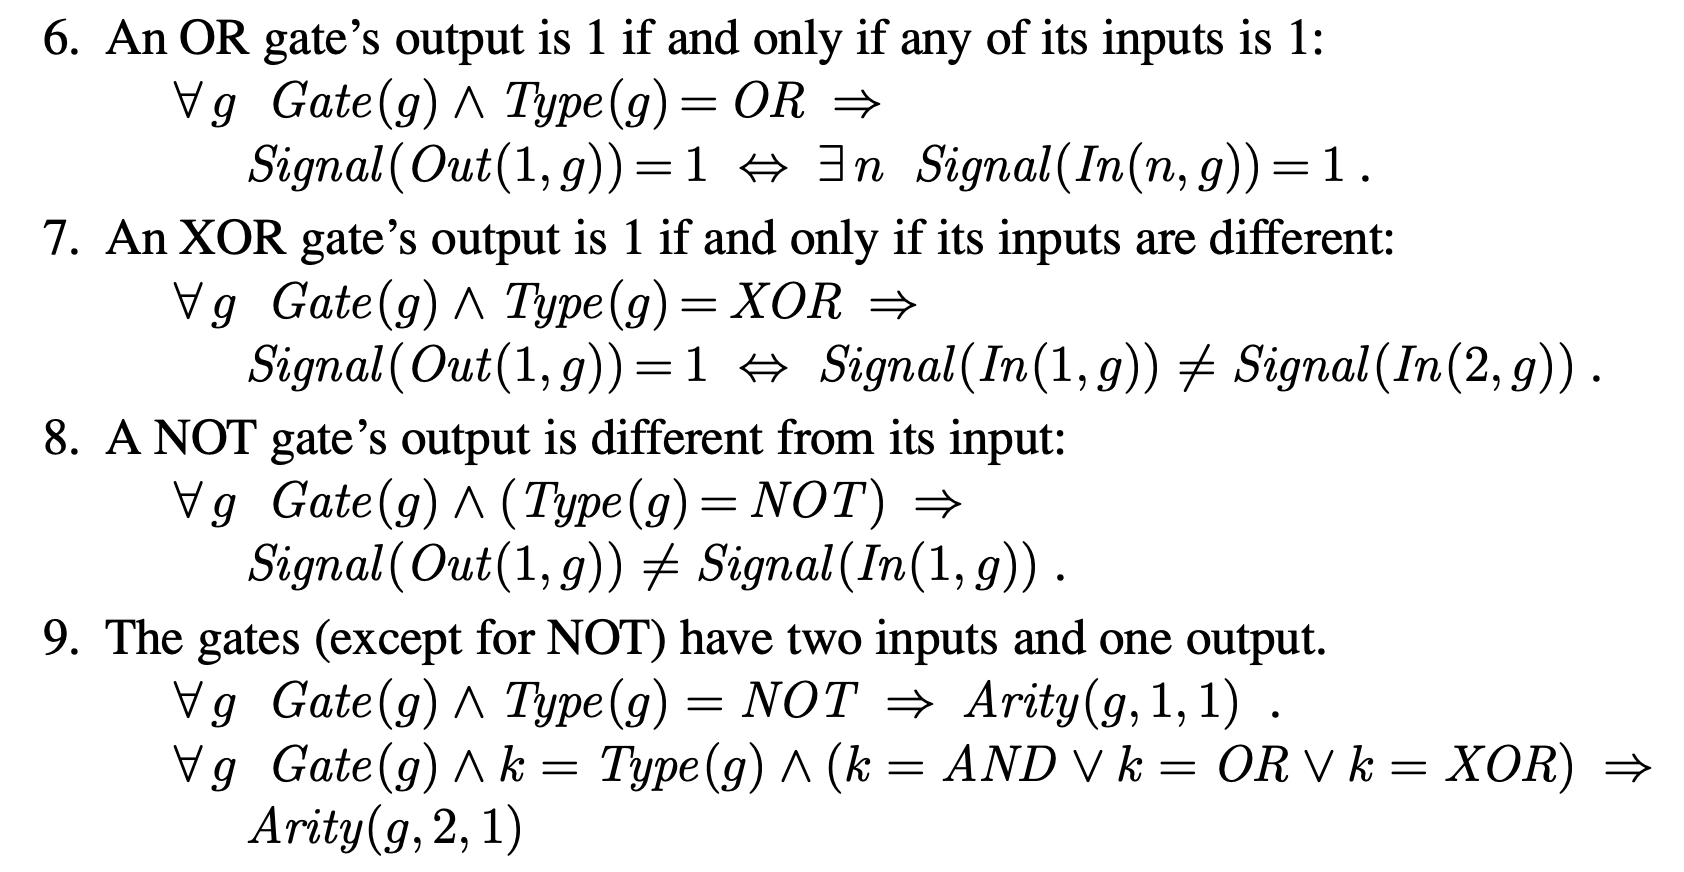 6. An OR gate’s output is 1 if and only if any of its inputs is 1:
∀ g Gate(g) ∧ Type(g) = OR ⇒
Signal(Out(1, g)) = 1 ⇔ ∃ n Signal(In(n, g)) = 1 .
7. An XOR gate’s output is 1 if and only if its inputs are different:
∀ g Gate(g) ∧ Type(g) = XOR ⇒
Signal(Out(1, g)) = 1 ⇔ Signal(In(1, g)) ≠ Signal(In(2, g)) .
8. A NOT gate’s output is different from its input:
∀ g Gate(g) ∧ (Type(g) = NOT) ⇒
Signal(Out(1, g)) ≠ Signal(In(1, g)) .
9. The gates (except for NOT) have two inputs and one output.
∀ g Gate(g) ∧ Type(g) = NOT ⇒ Arity(g, 1, 1) .
∀ g Gate(g) ∧ k = Type(g) ∧ (k = AND ∨ k = OR ∨ k = XOR) ⇒
Arity(g, 2, 1)